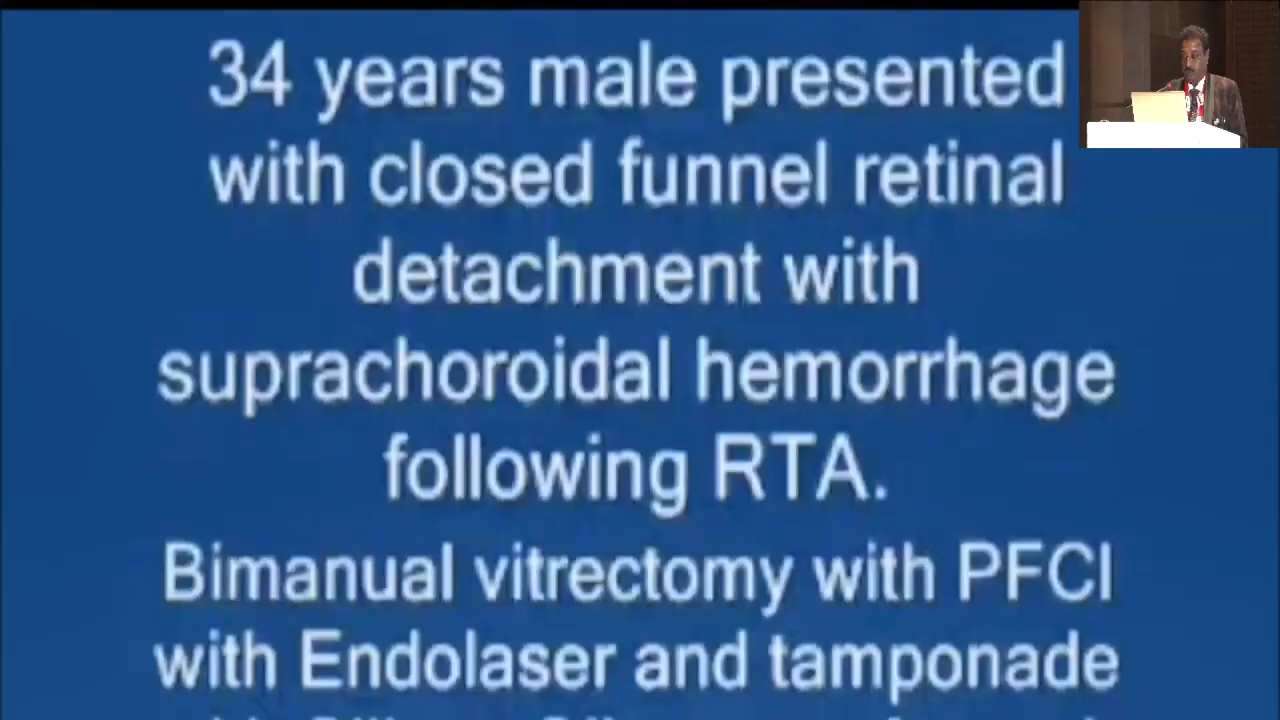 34 years male presented
with closed funnel retinal
detachment with
suprachoroidal hemorrhage
following RTA.
Bimanual vitrectomy with PFCl
with Endolaser and tamponade